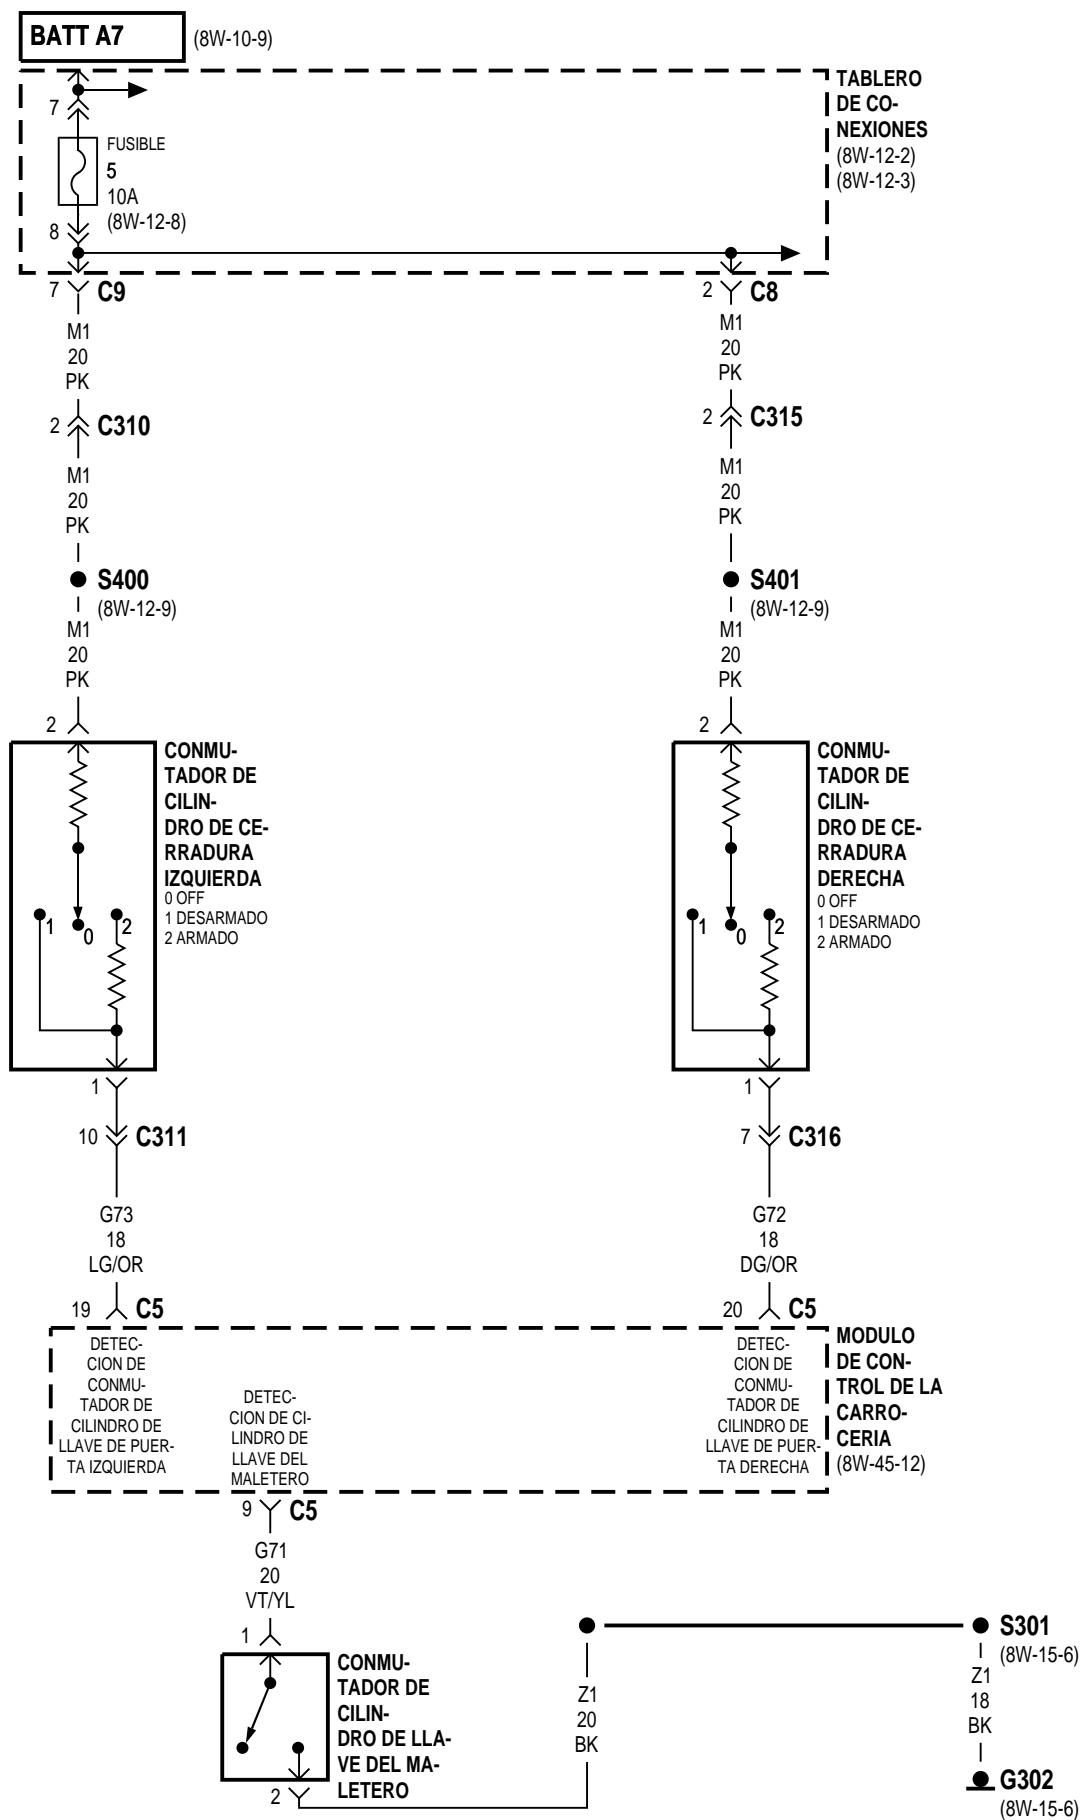 BATT A7 (8W-10-9)
TABLERO
DE CO-
NEXIONES
(8W-12-2)
(8W-12-3)
7
FUSIBLE
5
10A
(8W-12-8)
8
7 C9
2 C8
M1
20
PK
M1
20
PK
2 C310
2 C315
M1
20
PK
M1
20
PK
S400
(8W-12-9)
S401
(8W-12-9)
M1
20
PK
M1
20
PK
2
CONMU-
TADOR DE
CILIN-
DRO DE CE-
RRADURA
IZQUIERDA
0 OFF
1 DESARMADO
2 ARMADO
1 0 2
2
CONMU-
TADOR DE
CILIN-
DRO DE CE-
RRADURA
DERECHA
0 OFF
1 DESARMADO
2 ARMADO
1 0 2
1
1
10 C311
7 C316
G73
18
LG/OR
G72
18
DG/OR
19 C5
20 C5
DETEC-
CION DE
CONMU-
TADOR DE
CILINDRO DE
LLAVE DE PUER-
TA IZQUIERDA
DETEC-
CION DE CI-
LINDRO DE
LLAVE DEL
MALETERO
DETEC-
CION DE
CONMU-
TADOR DE
CILINDRO DE
LLAVE DE PUER-
TA DERECHA
MODULO
DE CON-
TROL DE LA
CARRO-
CERIA
(8W-45-12)
9 C5
G71
20
VT/YL
1
CONMU-
TADOR DE
CILIN-
DRO DE LLA-
VE DEL MA-
LETERO
2
Z1
20
BK
S301
(8W-15-6)
Z1
18
BK
G302
(8W-15-6)